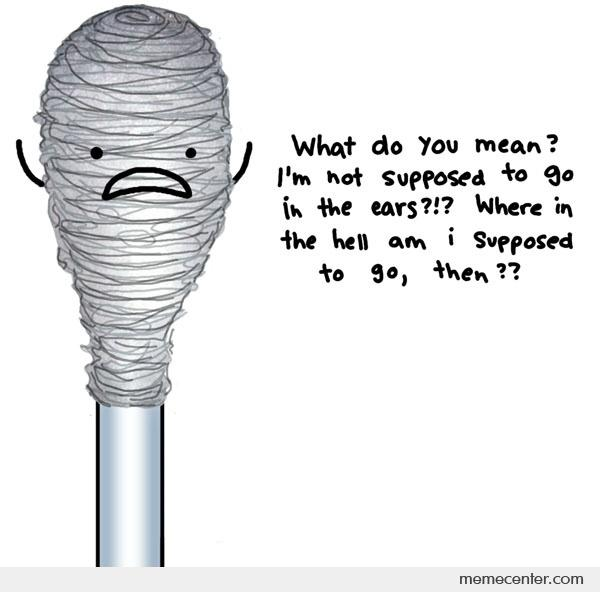 What do you mean?
I'm not supposed to go
in the ears?!? Where in
the hell am i supposed
to go, then??
memecenter.com